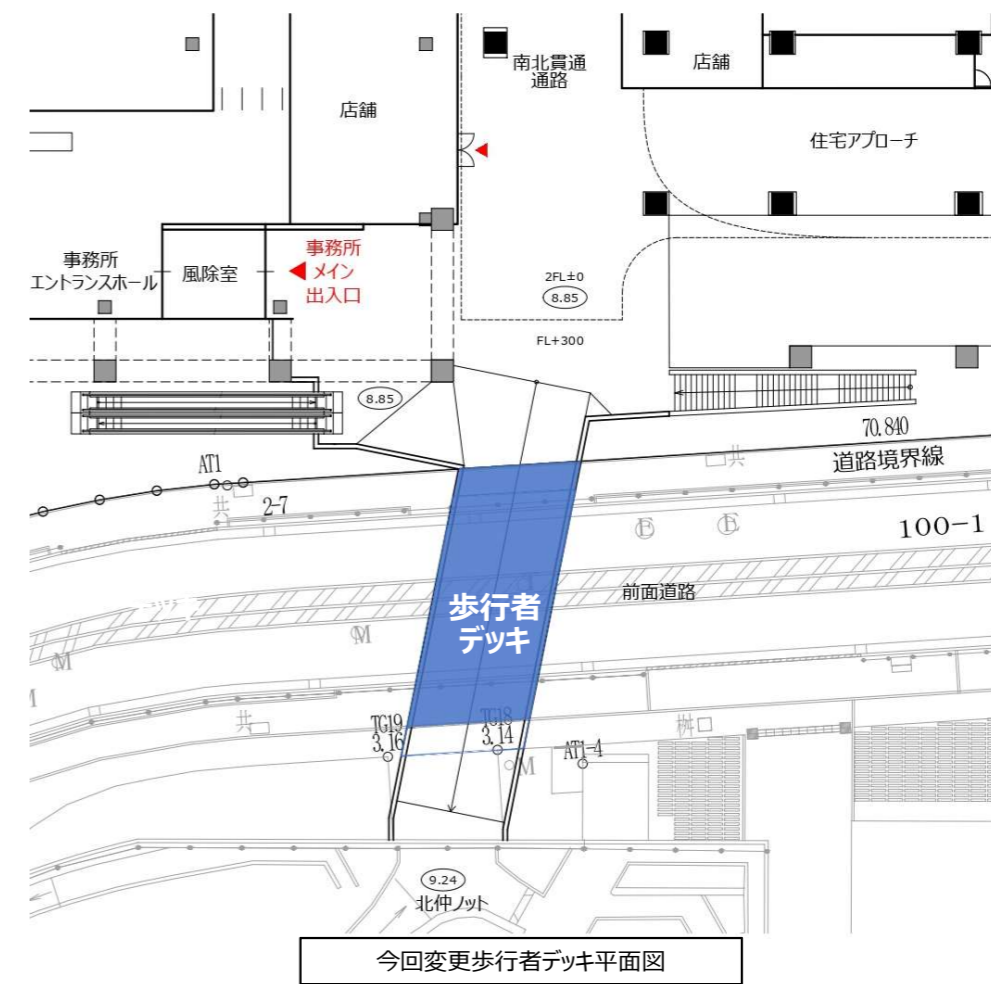 南北貫通
通路
店舗
店舗
住宅アプローチ
事務所
エントランスホール
風除室
事務所
メイン
出入口
2FL±0
8.85
FL+300
8.85
70.840
道路境界線
AT1
共
共
2-7
E
E
100-1
前面道路
歩行者
デッキ
M
M
共
TG19
3.16
TG18
3.14
M
AT1-4
桝
9.24
北仲ノット
今回変更歩行者デッキ平面図